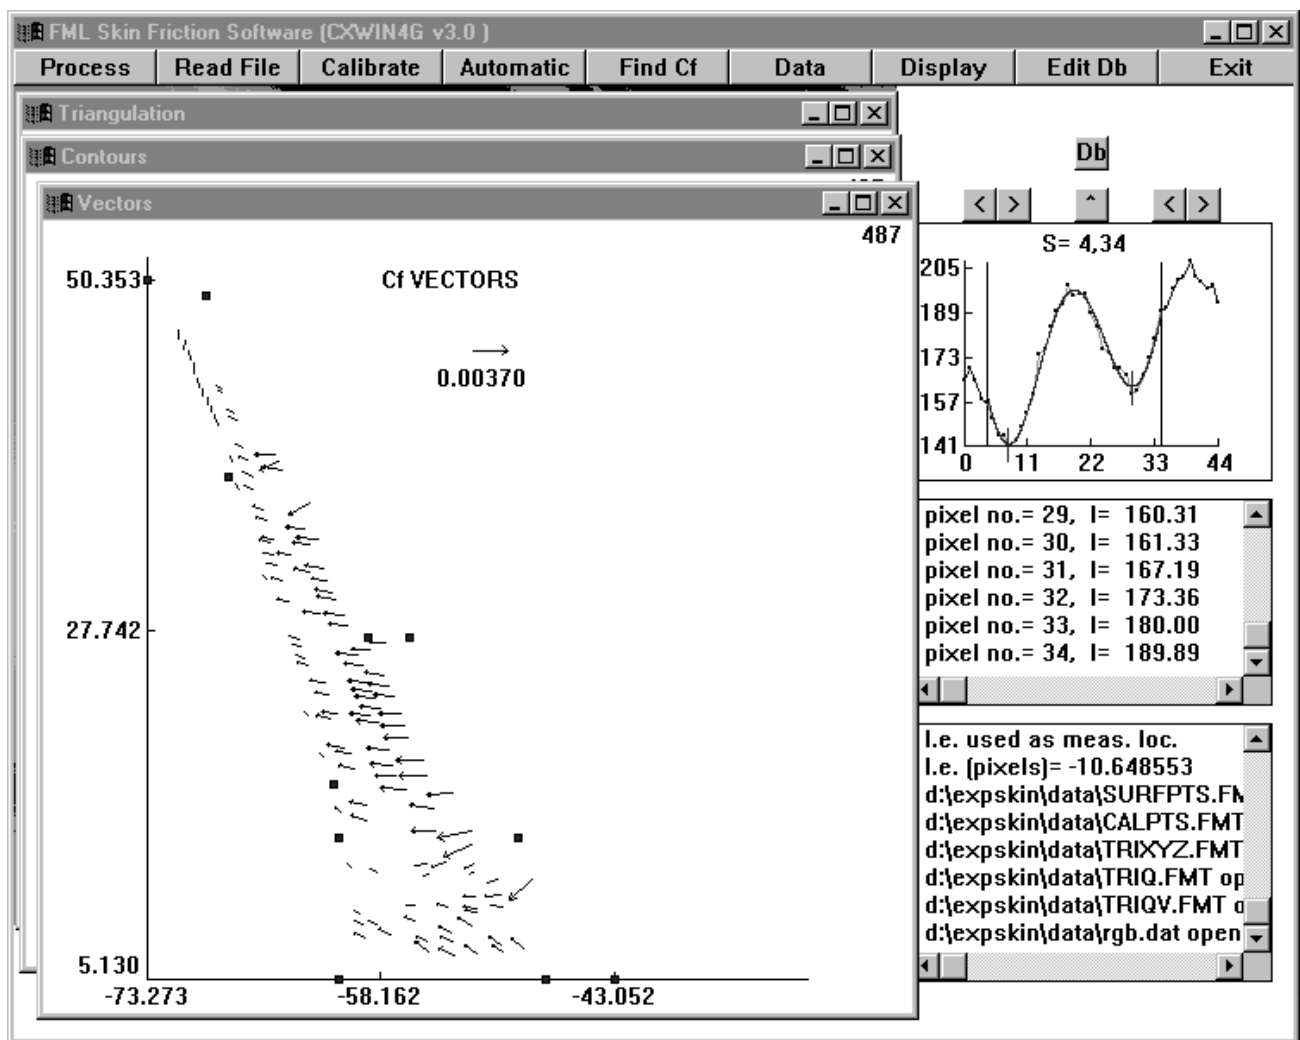 FML Skin Friction Software (CXWIN4G v3.0 )
Process Read File Calibrate Automatic Find Cf Data Display Edit Db Exit
Triangulation
Contours
Vectors
487
50.353
Cf VECTORS
0.00370
27.742
5.130
-73.273 -58.162 -43.052
Db
< > ^ < >
S= 4,34
205
189
173
157
141
0 11 22 33 44
pixel no.= 29, I= 160.31
pixel no.= 30, I= 161.33
pixel no.= 31, I= 167.19
pixel no.= 32, I= 173.36
pixel no.= 33, I= 180.00
pixel no.= 34, I= 189.89
l.e. used as meas. loc.
l.e. (pixels)= -10.648553
d:\expskin\data\SURFPTS.FM
d:\expskin\data\CALPTS.FMT
d:\expskin\data\TRIXYZ.FMT
d:\expskin\data\TRIQ.FMT op
d:\expskin\data\TRIQV.FMT o
d:\expskin\data\rgb.dat open